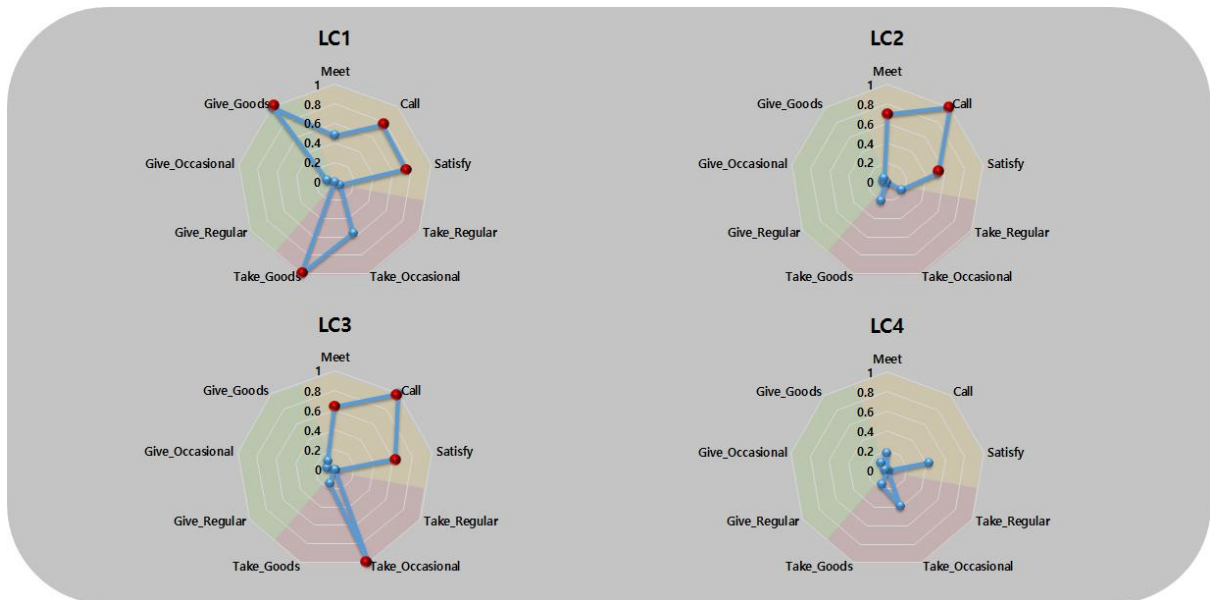 LC1
Meet
1
0.8
0.6
0.4
0.2
0
Call
Satisfy
Take_Regular
Take_Occasional
Take_Goods
Give_Regular
Give_Occasional
Give_Goods
LC2
Meet
1
0.8
0.6
0.4
0.2
0
Call
Satisfy
Take_Regular
Take_Occasional
Take_Goods
Give_Regular
Give_Occasional
Give_Goods
LC3
Meet
1
0.8
0.6
0.4
0.2
0
Call
Satisfy
Take_Regular
Take_Occasional
Take_Goods
Give_Regular
Give_Occasional
Give_Goods
LC4
Meet
1
0.8
0.6
0.4
0.2
0
Call
Satisfy
Take_Regular
Take_Occasional
Take_Goods
Give_Regular
Give_Occasional
Give_Goods